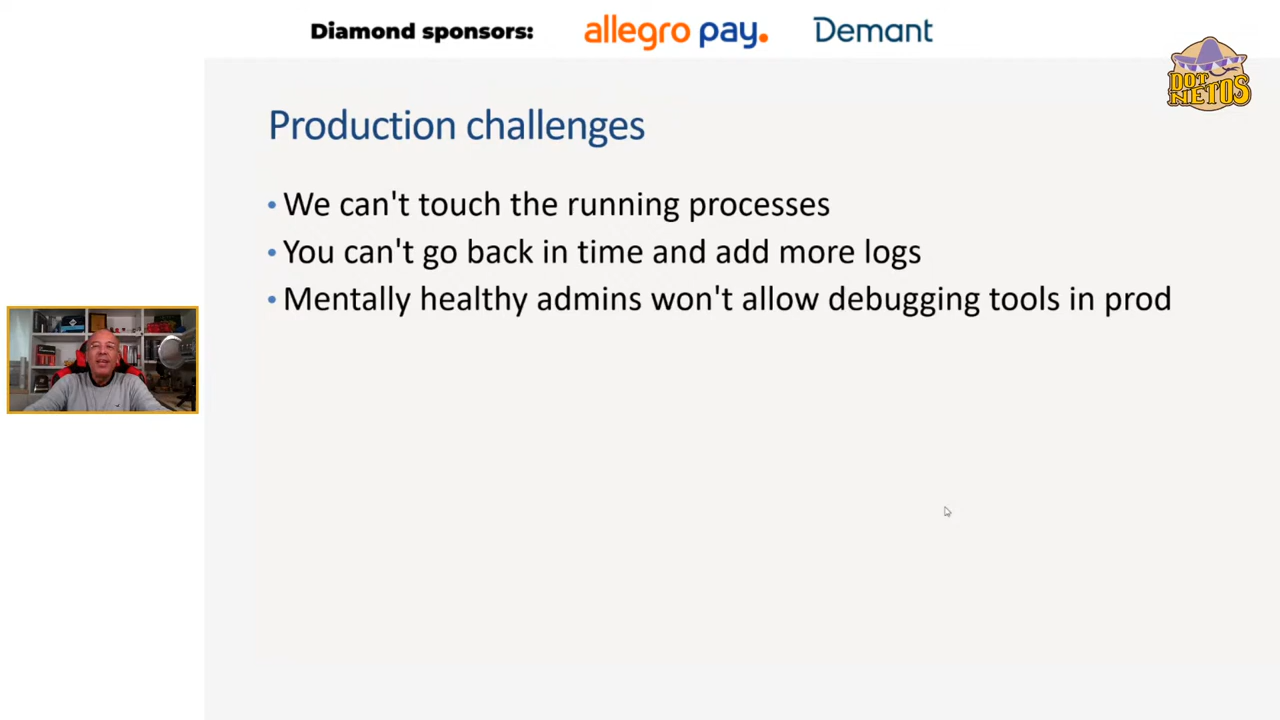 Diamond sponsors: allegro pay. Demant
DOT
NETOS
Production challenges
• We can't touch the running processes
• You can't go back in time and add more logs
• Mentally healthy admins won't allow debugging tools in prod